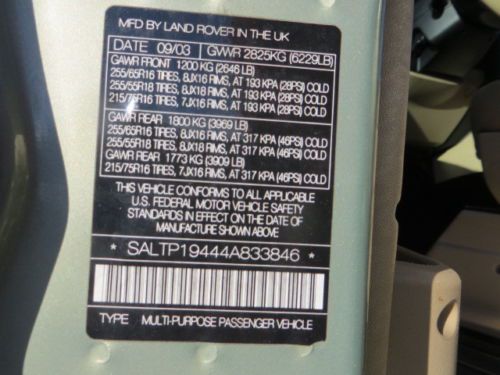 MFD BY LAND ROVER IN THE UK
DATE 09/03 GVWR 2825KG (6229LB)
GAWR FRONT 1200 KG (2646 LB)
255/65R16 TIRES, 8JX16 RIMS, AT 193 KPA (28PSI) COLD
255/55R18 TIRES, 8JX18 RIMS, AT 193 KPA (28PSI) COLD
215/75R16 TIRES, 7JX16 RIMS, AT 193 KPA (28PSI) COLD
GAWR REAR 1800 KG (3969 LB)
255/65R16 TIRES, 8JX16 RIMS, AT 317 KPA (46PSI) COLD
255/55R18 TIRES, 8JX18 RIMS, AT 317 KPA (46PSI) COLD
GAWR REAR 1773 KG (3909 LB)
215/75R16 TIRES, 7JX16 RIMS, AT 317 KPA (46PSI) COLD
THIS VEHICLE CONFORMS TO ALL APPLICABLE
U.S. FEDERAL MOTOR VEHICLE SAFETY
STANDARDS IN EFFECT ON THE DATE OF
MANUFACTURE SHOWN ABOVE.
* SALTP19444A833846 *
TYPE MULTI-PURPOSE PASSENGER VEHICLE